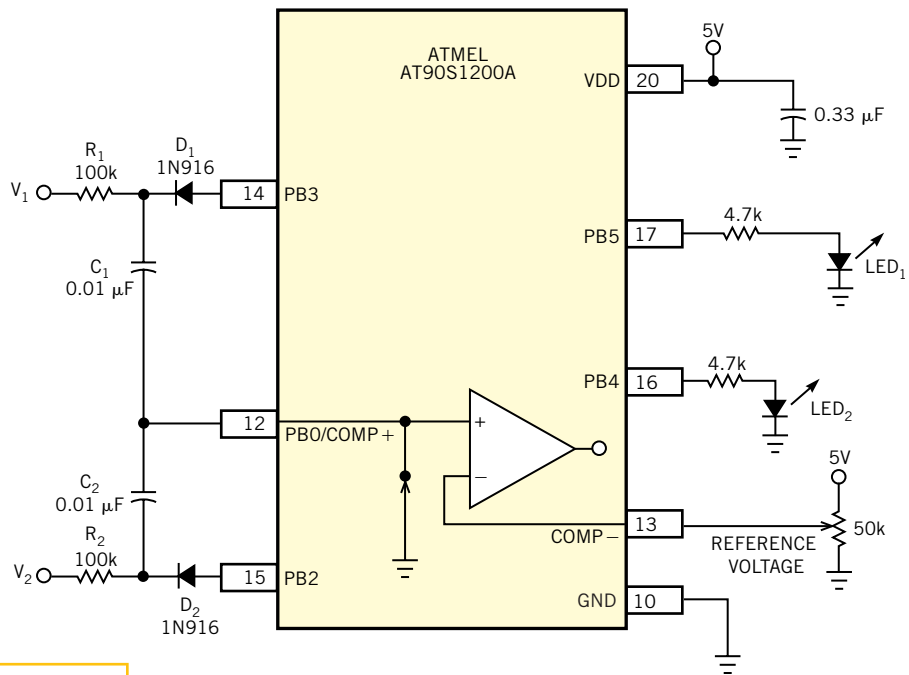 ATMEL
AT90S1200A
5V
VDD
20
0.33 µF
R1
100k
D1
1N916
V1
14
PB3
4.7k
PB5
17
LED1
C1
0.01 µF
4.7k
PB4
16
LED2
12
PB0/COMP+
+
−
C2
0.01 µF
5V
13
COMP−
50k
REFERENCE
VOLTAGE
R2
100k
V2
15
PB2
D2
1N916
GND
10